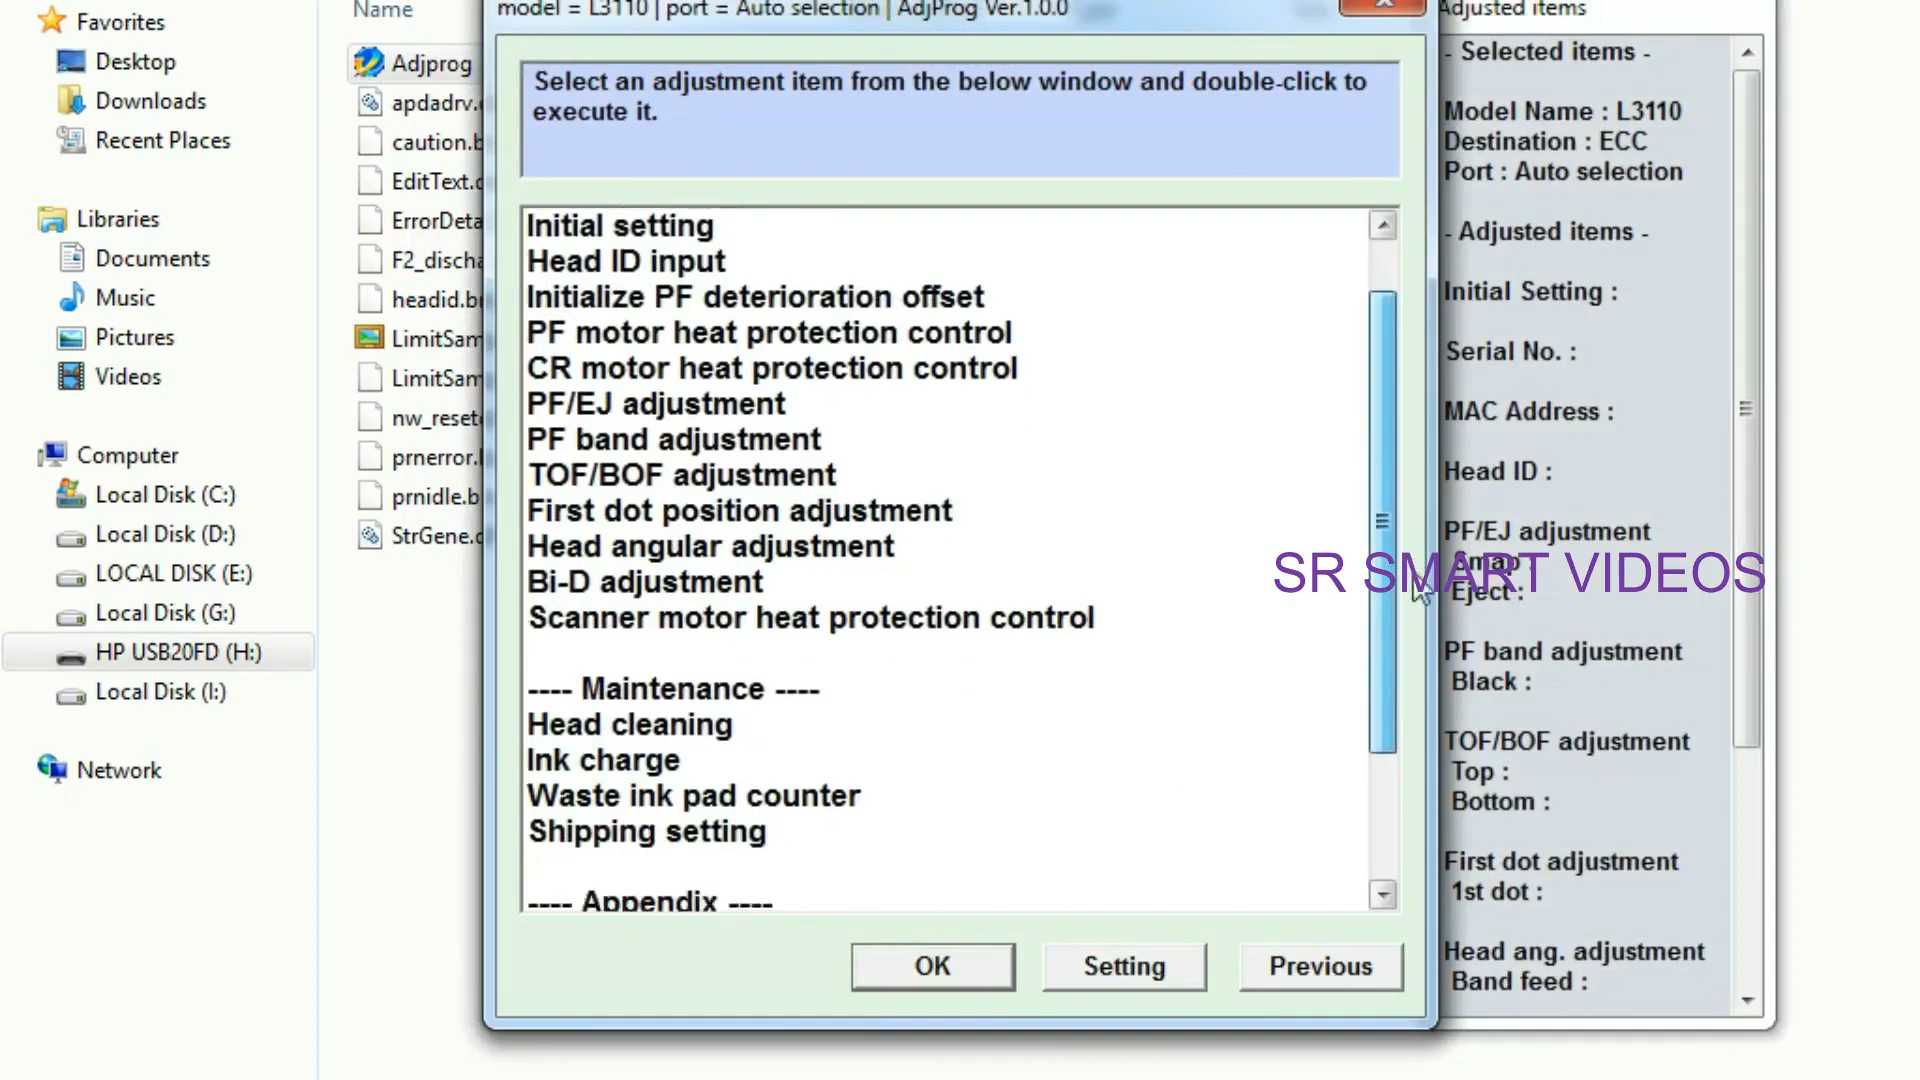 Favorites
Desktop
Downloads
Recent Places
Libraries
Documents
Music
Pictures
Videos
Computer
Local Disk (C:)
Local Disk (D:)
LOCAL DISK (E:)
Local Disk (G:)
HP USB20FD (H:)
Local Disk (I:)
Network
Name
Adjprog
apdadrv.
caution.b
EditText.
ErrorDeta
F2_discha
headid.b
LimitSam
LimitSam
nw_reset
prnerror.
prnidle.b
StrGene.
model = L3110 | port = Auto selection | AdjProg Ver.1.0.0
Select an adjustment item from the below window and double-click to
execute it.
Initial setting
Head ID input
Initialize PF deterioration offset
PF motor heat protection control
CR motor heat protection control
PF/EJ adjustment
PF band adjustment
TOF/BOF adjustment
First dot position adjustment
Head angular adjustment
Bi-D adjustment
Scanner motor heat protection control
---- Maintenance ----
Head cleaning
Ink charge
Waste ink pad counter
Shipping setting
---- Appendix ----
OK
Setting
Previous
Adjusted items
- Selected items -
Model Name : L3110
Destination : ECC
Port : Auto selection
- Adjusted items -
Initial Setting :
Serial No. :
MAC Address :
Head ID :
PF/EJ adjustment
Smap :
Eject :
SR SMART VIDEOS
PF band adjustment
Black :
TOF/BOF adjustment
Top :
Bottom :
First dot adjustment
1st dot :
Head ang. adjustment
Band feed :